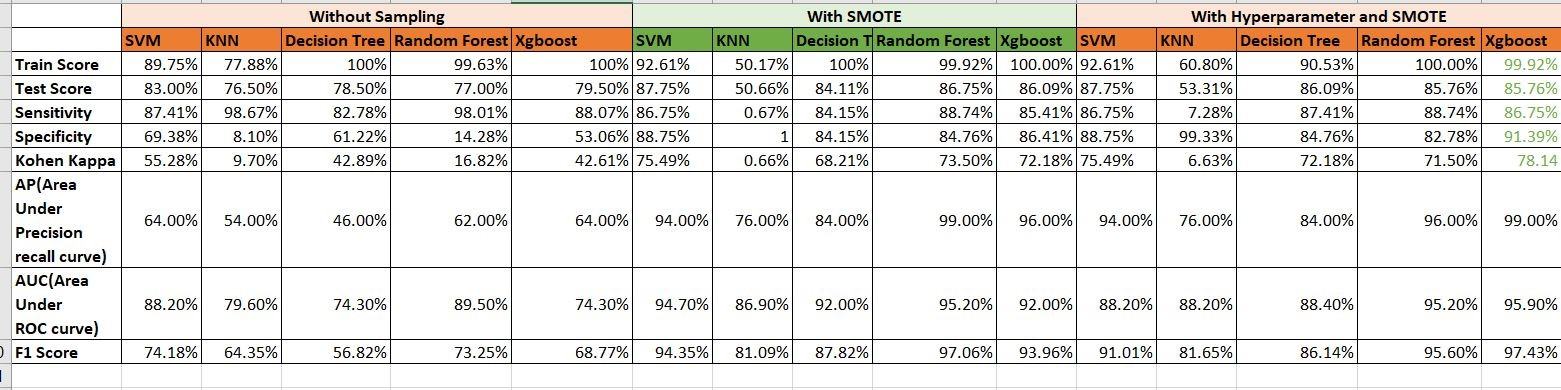 Without Sampling With SMOTE With Hyperparameter and SMOTE
SVM KNN Decision Tree Random Forest Xgboost SVM KNN Decision T Random Forest Xgboost SVM KNN Decision Tree Random Forest Xgboost
Train Score 89.75% 77.88% 100% 99.63% 100% 92.61% 50.17% 100% 99.92% 100.00% 92.61% 60.80% 90.53% 100.00% 99.92%
Test Score 83.00% 76.50% 78.50% 77.00% 79.50% 87.75% 50.66% 84.11% 86.75% 86.09% 87.75% 53.31% 86.09% 85.76% 85.76%
Sensitivity 87.41% 98.67% 82.78% 98.01% 88.07% 86.75% 0.67% 84.15% 88.74% 85.41% 86.75% 7.28% 87.41% 88.74% 86.75%
Specificity 69.38% 8.10% 61.22% 14.28% 53.06% 88.75% 1 84.15% 84.76% 86.41% 88.75% 99.33% 84.76% 82.78% 91.39%
Kohen Kappa 55.28% 9.70% 42.89% 16.82% 42.61% 75.49% 0.66% 68.21% 73.50% 72.18% 75.49% 6.63% 72.18% 71.50% 78.14
AP(Area
Under
Precision
recall curve) 64.00% 54.00% 46.00% 62.00% 64.00% 94.00% 76.00% 84.00% 99.00% 96.00% 94.00% 76.00% 84.00% 96.00% 99.00%
AUC(Area
Under
ROC curve) 88.20% 79.60% 74.30% 89.50% 74.30% 94.70% 86.90% 92.00% 95.20% 92.00% 88.20% 88.20% 88.40% 95.20% 95.90%
F1 Score 74.18% 64.35% 56.82% 73.25% 68.77% 94.35% 81.09% 87.82% 97.06% 93.96% 91.01% 81.65% 86.14% 95.60% 97.43%